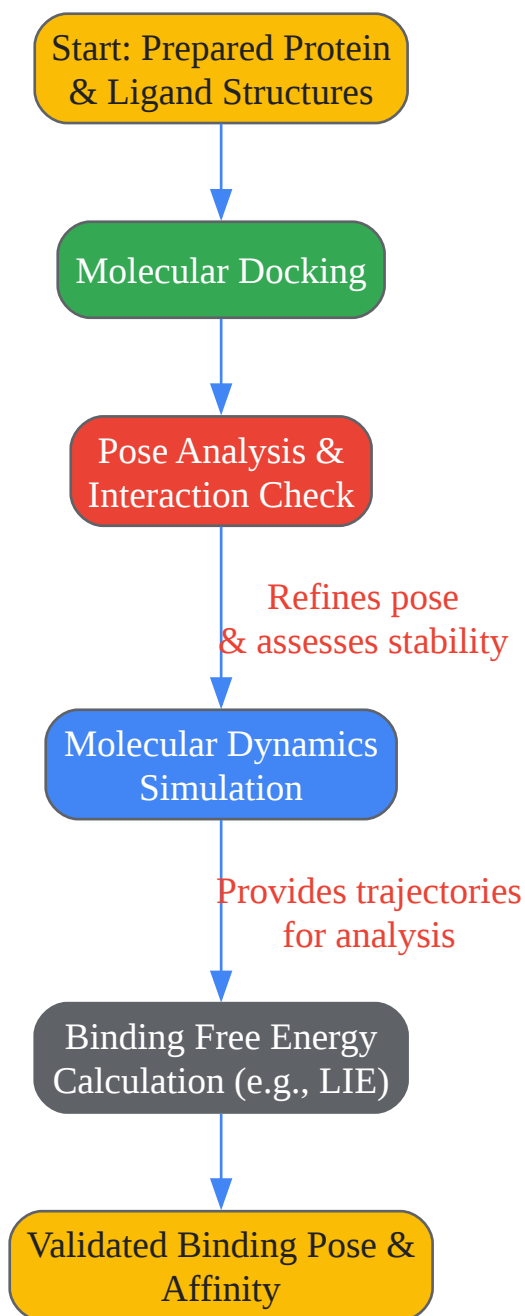 Start: Prepared Protein
& Ligand Structures
Molecular Docking
Pose Analysis &
Interaction Check
Refines pose
& assesses stability
Molecular Dynamics
Simulation
Provides trajectories
for analysis
Binding Free Energy
Calculation (e.g., LIE)
Validated Binding Pose &
Affinity